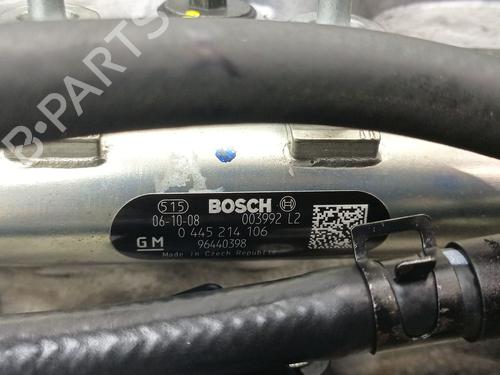 B-PARTS
515 BOSCH
06-10-08 003992 L2
0 445 214 106
GM 96440398
Made in Czech Republic